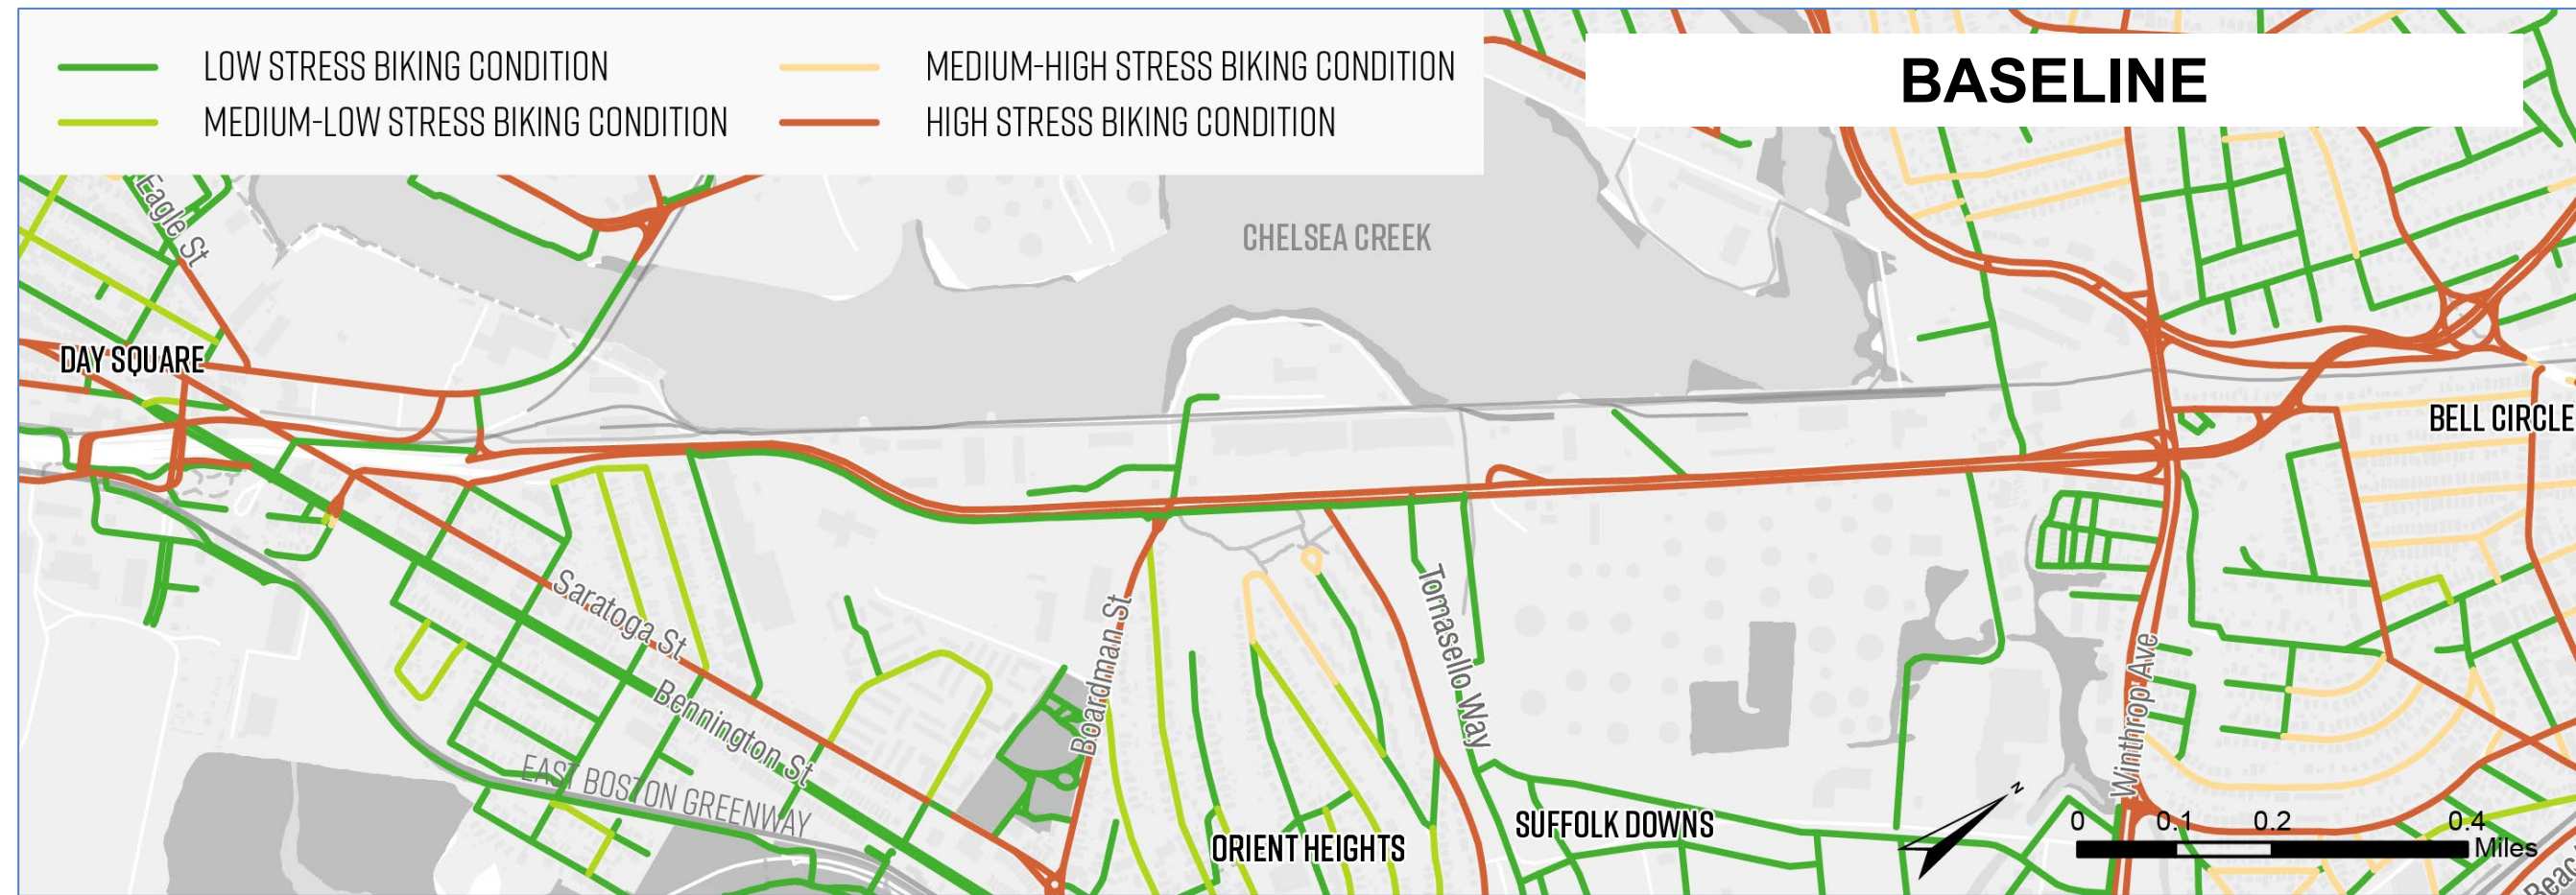 LOW STRESS BIKING CONDITION
MEDIUM-LOW STRESS BIKING CONDITION
MEDIUM-HIGH STRESS BIKING CONDITION
HIGH STRESS BIKING CONDITION
BASELINE
Eagle St
CHELSEA CREEK
DAY SQUARE
BELL CIRCLE
Saratoga St
Bennington St
EAST BOSTON GREENWAY
Boardman St
Tomasello Way
Winthrop Ave
ORIENT HEIGHTS
SUFFOLK DOWNS
N
0 0.1 0.2 0.4
Miles